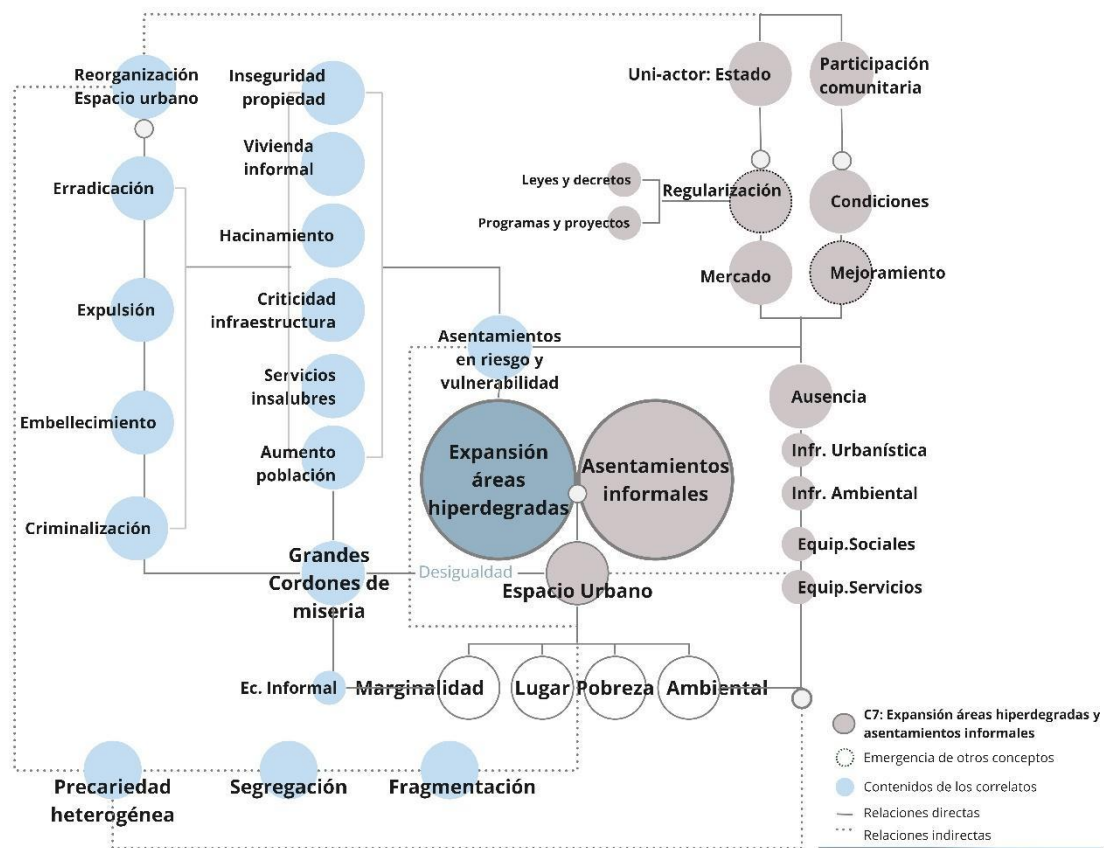 Reorganización
Espacio urbano
Inseguridad
propiedad
Uni-actor: Estado
Participación
comunitaria
Vivienda
informal
Erradicación
Leyes y decretos
Regularización
Condiciones
Programas y proyectos
Hacinamiento
Mercado
Mejoramiento
Expulsión
Criticidad
infraestructura
Asentamientos
en riesgo y
vulnerabilidad
Servicios
insalubres
Ausencia
Embellecimiento
Aumento
población
Expansión
áreas
hiperdegradas
Asentamientos
informales
Infr. Urbanística
Infr. Ambiental
Criminalización
Equip.Sociales
Grandes
Cordones de
miseria
Desigualdad
Espacio Urbano
Equip.Servicios
Ec. Informal
Marginalidad
Lugar
Pobreza
Ambiental
C7: Expansión áreas hiperdegradas y
asentamientos informales
Emergencia de otros conceptos
Contenidos de los correlatos
Relaciones directas
Relaciones indirectas
Precariedad
heterogénea
Segregación
Fragmentación